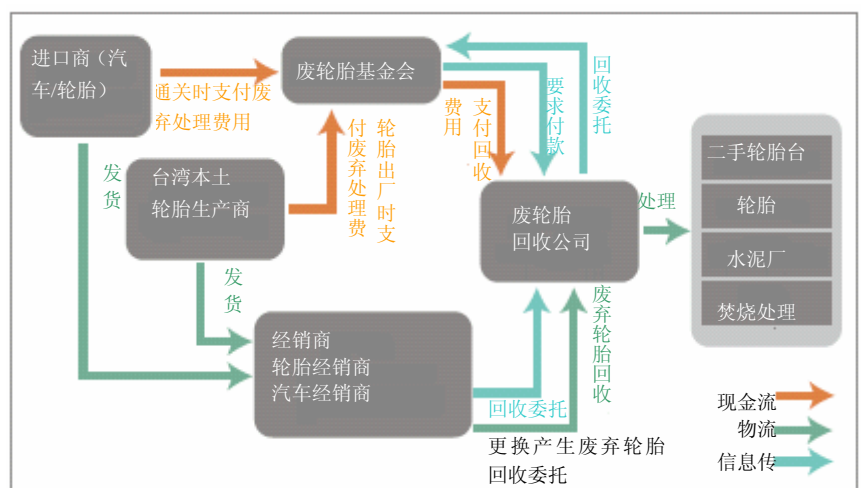 进口商（汽
车/轮胎）
通关时支付废
弃处理费用
废轮胎基金会
发货
台湾本土
轮胎生产商
轮胎出厂时支
付废弃处理费
支付回收
费用
要求付款
回收委托
废轮胎
回收公司
处理
二手轮胎台
轮胎
水泥厂
焚烧处理
发货
经销商
轮胎经销商
汽车经销商
回收委托
废弃轮胎回收
更换产生废弃轮胎
回收委托
现金流
物流
信息传